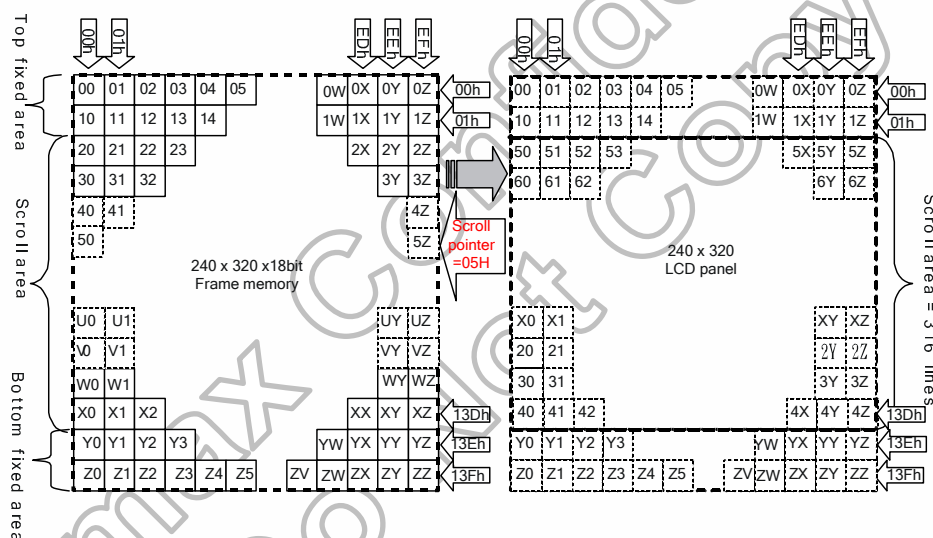 00h 01h EDh EEh EFh 00h 01h EDh EEh EFh
Top fixed area
00 01 02 03 04 05 0W 0X 0Y 0Z 00h 00 01 02 03 04 05 0W 0X 0Y 0Z 00h
10 11 12 13 14 1W 1X 1Y 1Z 01h 10 11 12 13 14 1W 1X 1Y 1Z 01h
20 21 22 23 2X 2Y 2Z 50 51 52 53 5X 5Y 5Z
30 31 32 3Y 3Z 60 61 62 6Y 6Z
Scroll area
40 41 4Z
50 5Z
Scroll
pointer
=05H
240 x 320 x18bit
Frame memory
240 x 320
LCD panel
Scroll area = 316 lines
U0 U1 UY UZ X0 X1 XY XZ
V0 V1 VY VZ 20 21 2Y 2Z
W0 W1 WY WZ 30 31 3Y 3Z
X0 X1 X2 XX XY XZ 13Dh 40 41 42 4X 4Y 4Z 13Dh
Bottom fixed area
Y0 Y1 Y2 Y3 YW YX YY YZ 13Eh Y0 Y1 Y2 Y3 YW YX YY YZ 13Eh
Z0 Z1 Z2 Z3 Z4 Z5 ZV ZW ZX ZY ZZ 13Fh Z0 Z1 Z2 Z3 Z4 Z5 ZV ZW ZX ZY ZZ 13Fh